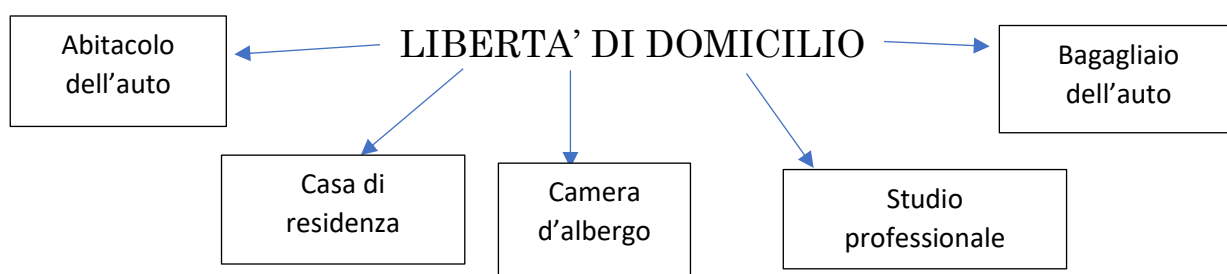 LIBERTA’ DI DOMICILIO
Abitacolo
dell’auto
Bagagliaio
dell’auto
Casa di
residenza
Camera
d’albergo
Studio
professionale